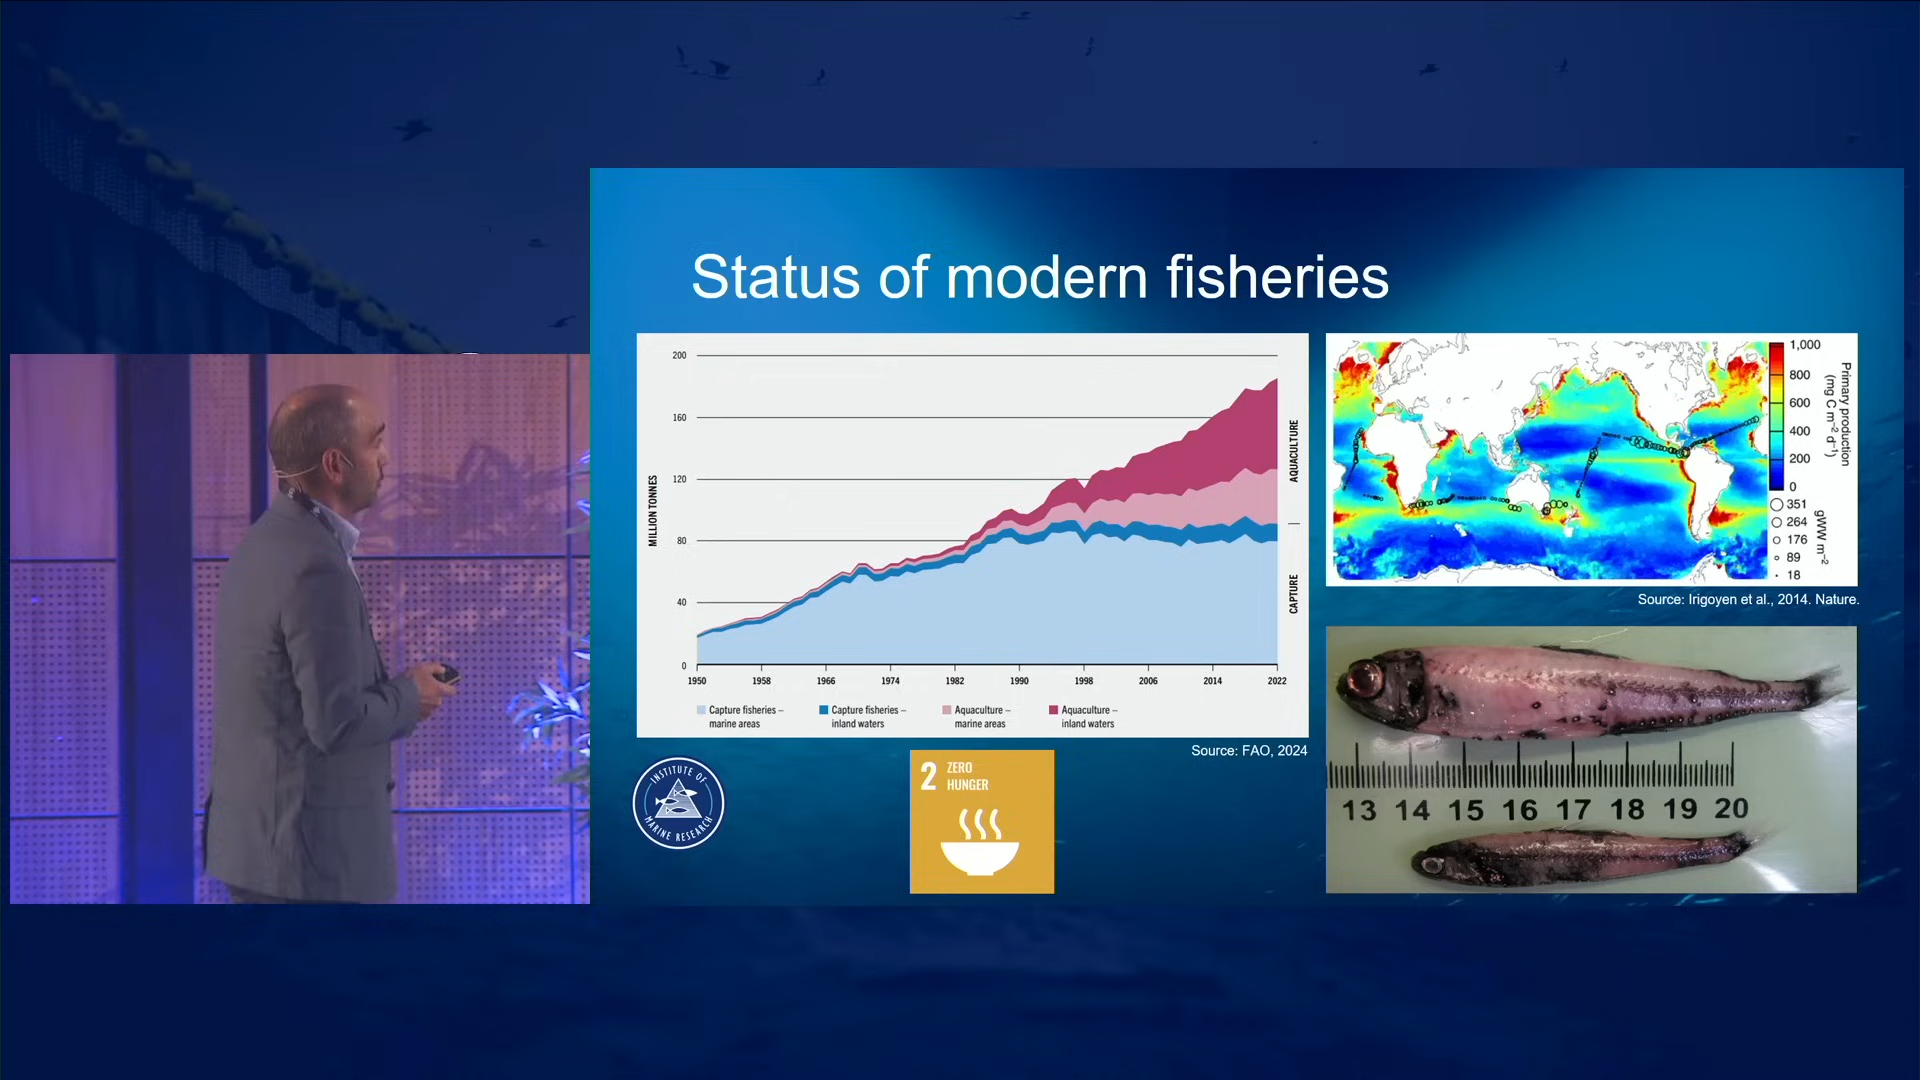 Status of modern fisheries
200
160
120
80
40
0
MILLION TONNES
1950 1958 1966 1974 1982 1990 1998 2006 2014 2022
AQUACULTURE
CAPTURE
Capture fisheries –
marine areas
Capture fisheries –
inland waters
Aquaculture –
marine areas
Aquaculture –
inland waters
Source: FAO, 2024
1,000
800
600
400
200
0
Primary production
(mg C m⁻² d⁻¹)
351
264
176
89
18
gWW m⁻²
Source: Irigoyen et al., 2014. Nature.
13 14 15 16 17 18 19 20
INSTITUTE OF
MARINE RESEARCH
2 ZERO
HUNGER